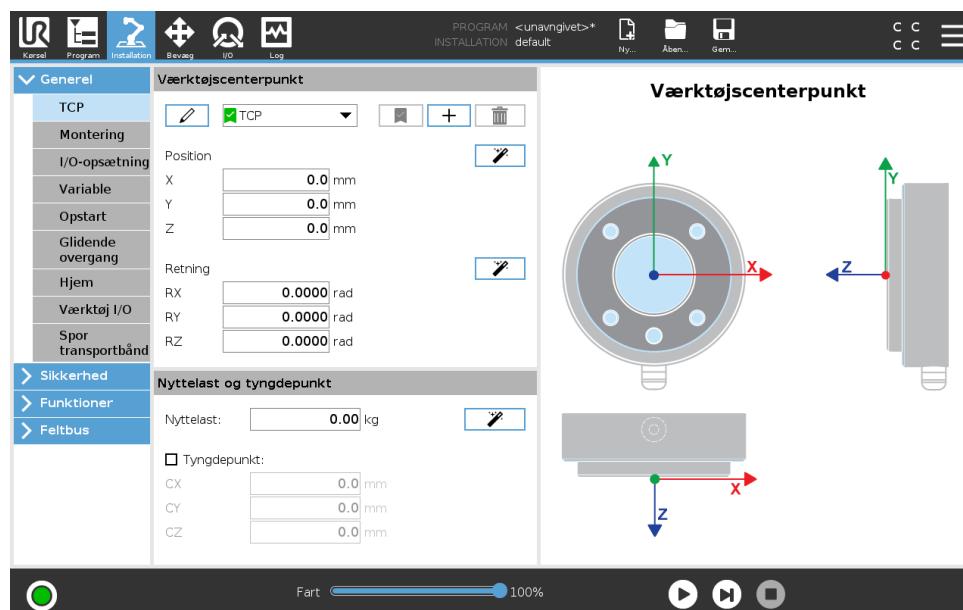 UR
PROGRAM <unavngivet>*
INSTALLATION default
Kørsel Program Installation Bevæg I/O Log Ny... Åben... Gem...
C C
C C
Generel
TCP
Montering
I/O-opsætning
Variable
Opstart
Glidende
overgang
Hjem
Værktøj I/O
Spor
transportbånd
Sikkerhed
Funktioner
Feltbus
Værktøjscenterpunkt
TCP
Position
X 0.0 mm
Y 0.0 mm
Z 0.0 mm
Retning
RX 0.0000 rad
RY 0.0000 rad
RZ 0.0000 rad
Nyttelast og tyngdepunkt
Nyttelast: 0.00 kg
Tyngdepunkt:
CX 0.0 mm
CY 0.0 mm
CZ 0.0 mm
Værktøjscenterpunkt
Y
X
Y
Z
X
Z
Fart 100%